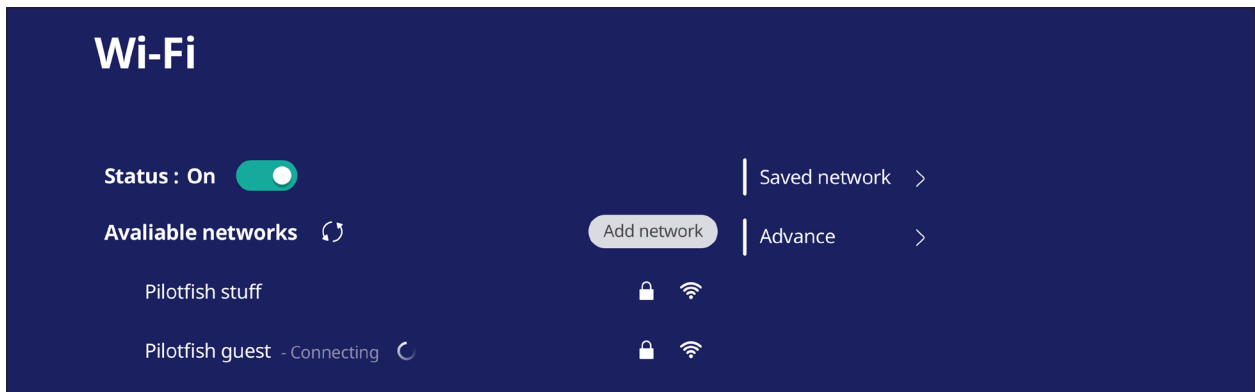 Wi-Fi
Status : On
Saved network
Avaliable networks
Add network
Advance
Pilotfish stuff
Pilotfish guest - Connecting